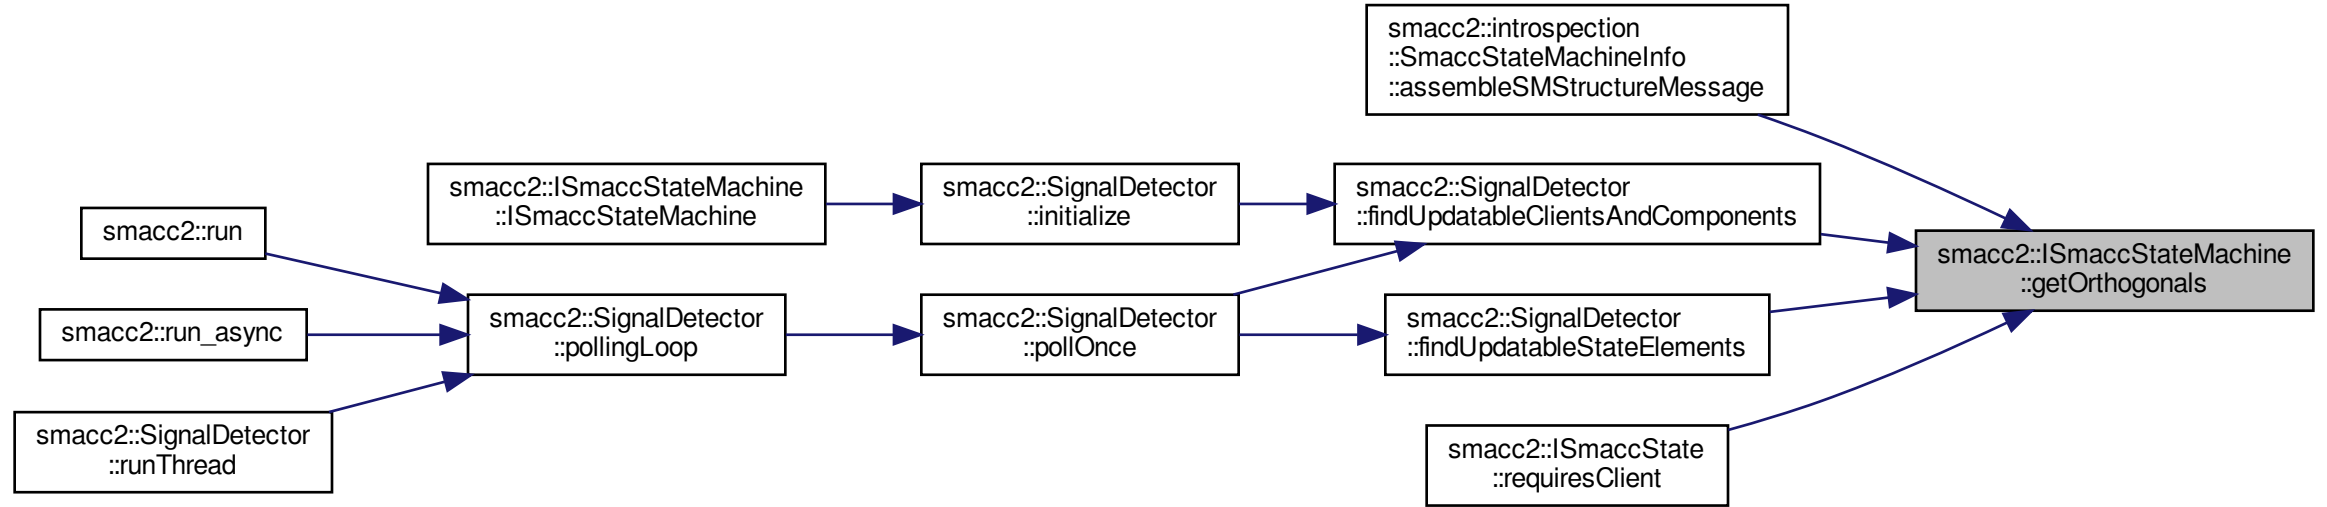 smacc2::introspection
::SmaccStateMachineInfo
::assembleSMStructureMessage
smacc2::ISmaccStateMachine
::ISmaccStateMachine
smacc2::SignalDetector
::initialize
smacc2::SignalDetector
::findUpdatableClientsAndComponents
smacc2::run
smacc2::ISmaccStateMachine
::getOrthogonals
smacc2::run_async
smacc2::SignalDetector
::pollingLoop
smacc2::SignalDetector
::pollOnce
smacc2::SignalDetector
::findUpdatableStateElements
smacc2::SignalDetector
::runThread
smacc2::ISmaccState
::requiresClient